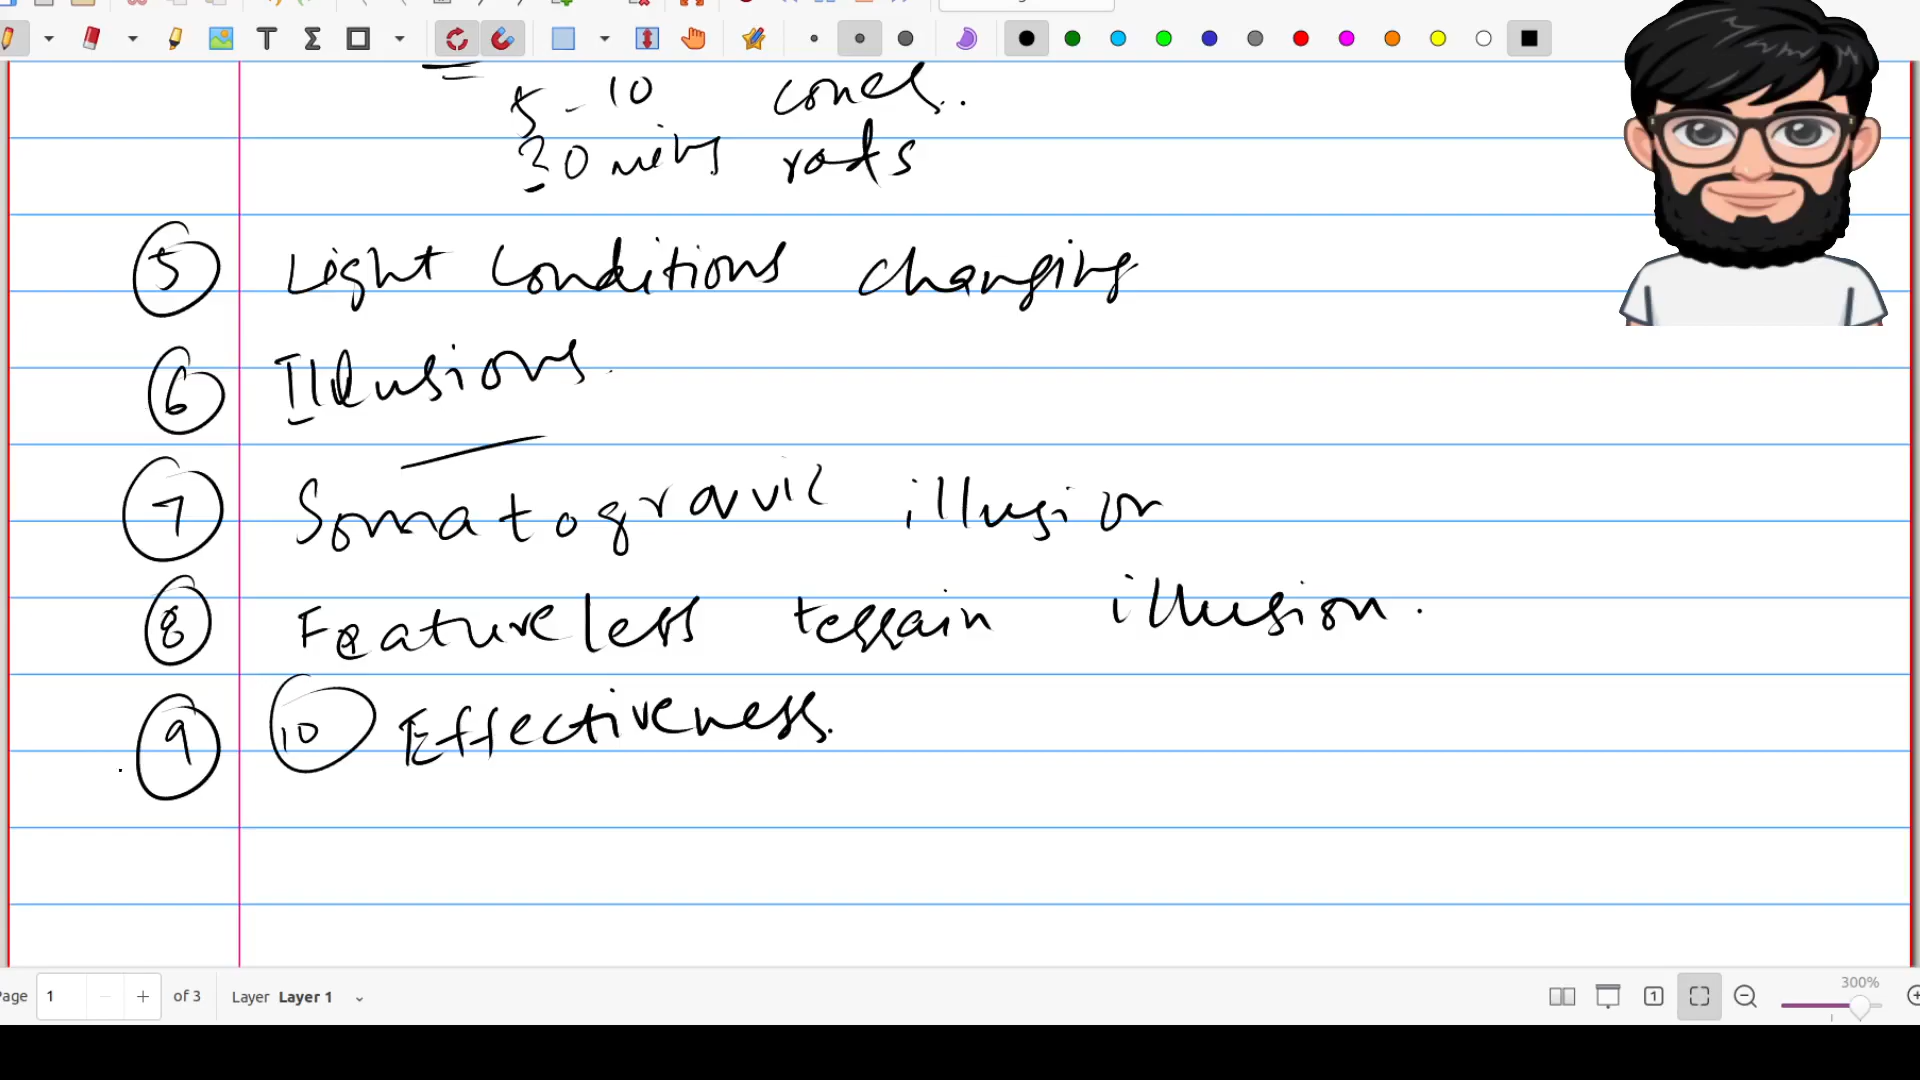 5-10 cones.
30 mins rods
5 Light Conditions changing
6 Illusions.
7 Somatogravic illusion
8 Featureless terrain illusion.
9 10 Effectiveness.
Page 1 of 3 Layer Layer 1 300%